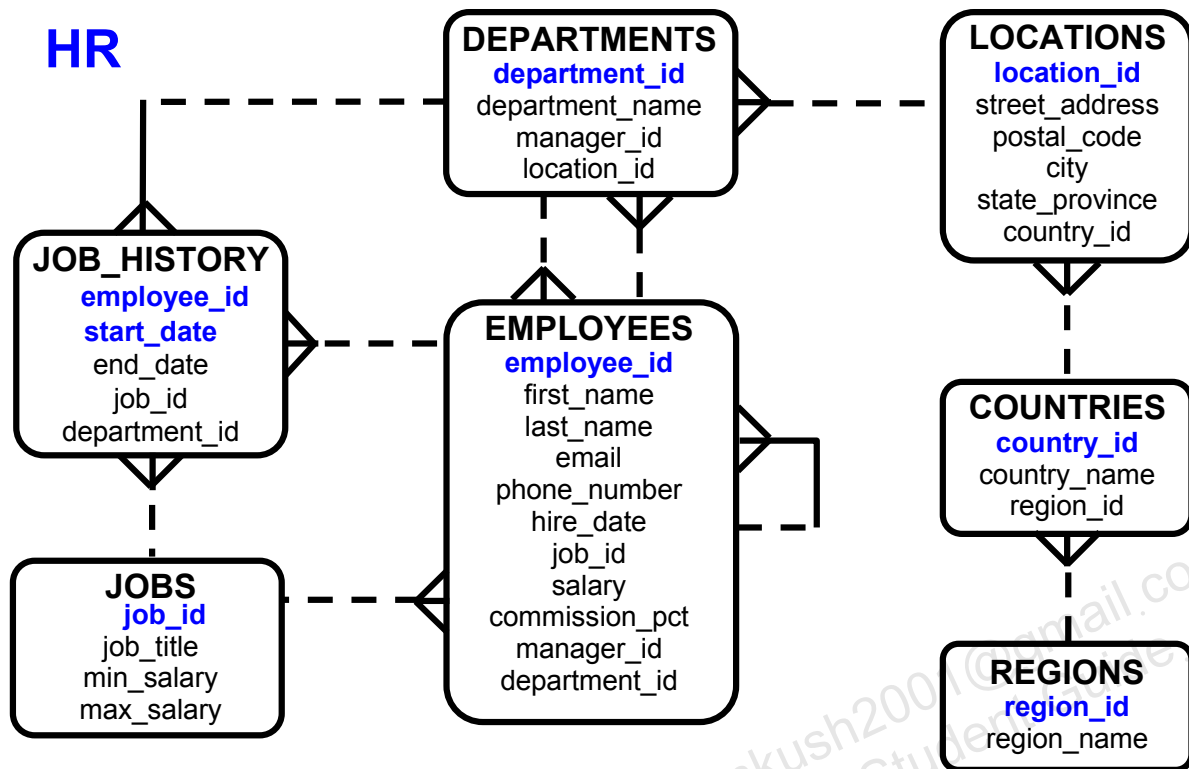 HR
DEPARTMENTS
department_id
department_name
manager_id
location_id
LOCATIONS
location_id
street_address
postal_code
city
state_province
country_id
JOB_HISTORY
employee_id
start_date
end_date
job_id
department_id
EMPLOYEES
employee_id
first_name
last_name
email
phone_number
hire_date
job_id
salary
commission_pct
manager_id
department_id
COUNTRIES
country_id
country_name
region_id
JOBS
job_id
job_title
min_salary
max_salary
REGIONS
region_id
region_name